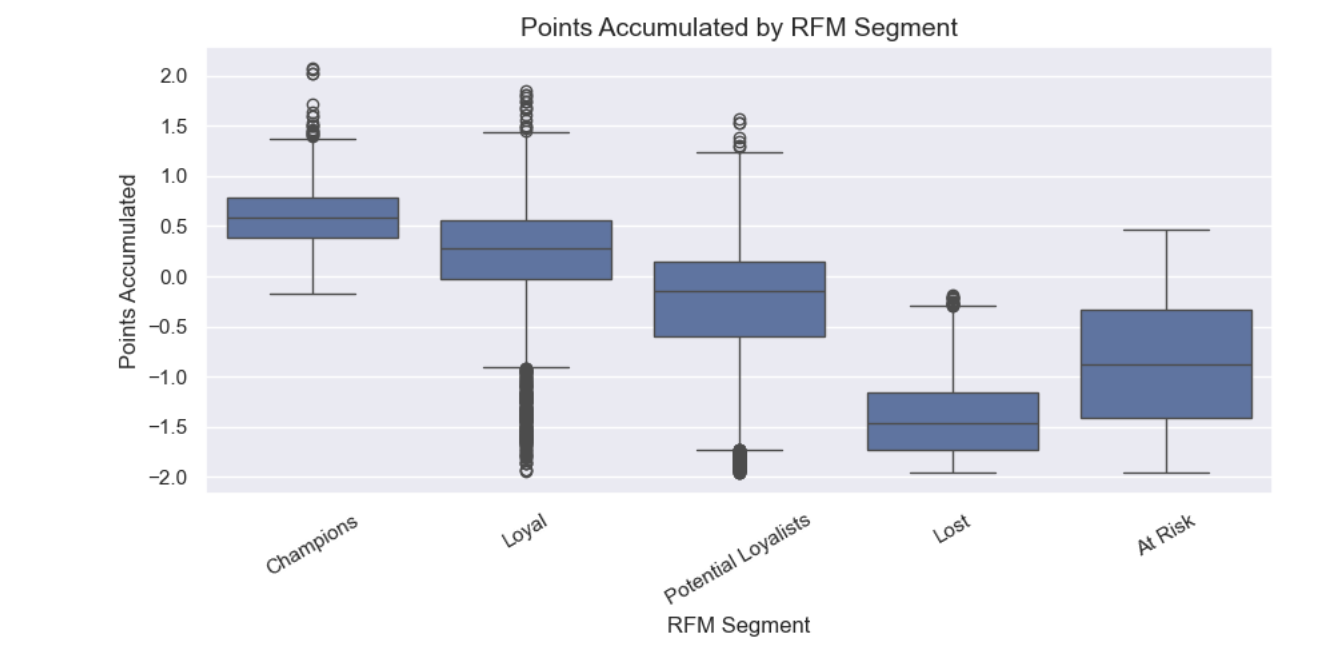 Points Accumulated by RFM Segment
Points Accumulated
2.0
1.5
1.0
0.5
0.0
−0.5
−1.0
−1.5
−2.0
Champions
Loyal
Potential Loyalists
Lost
At Risk
RFM Segment